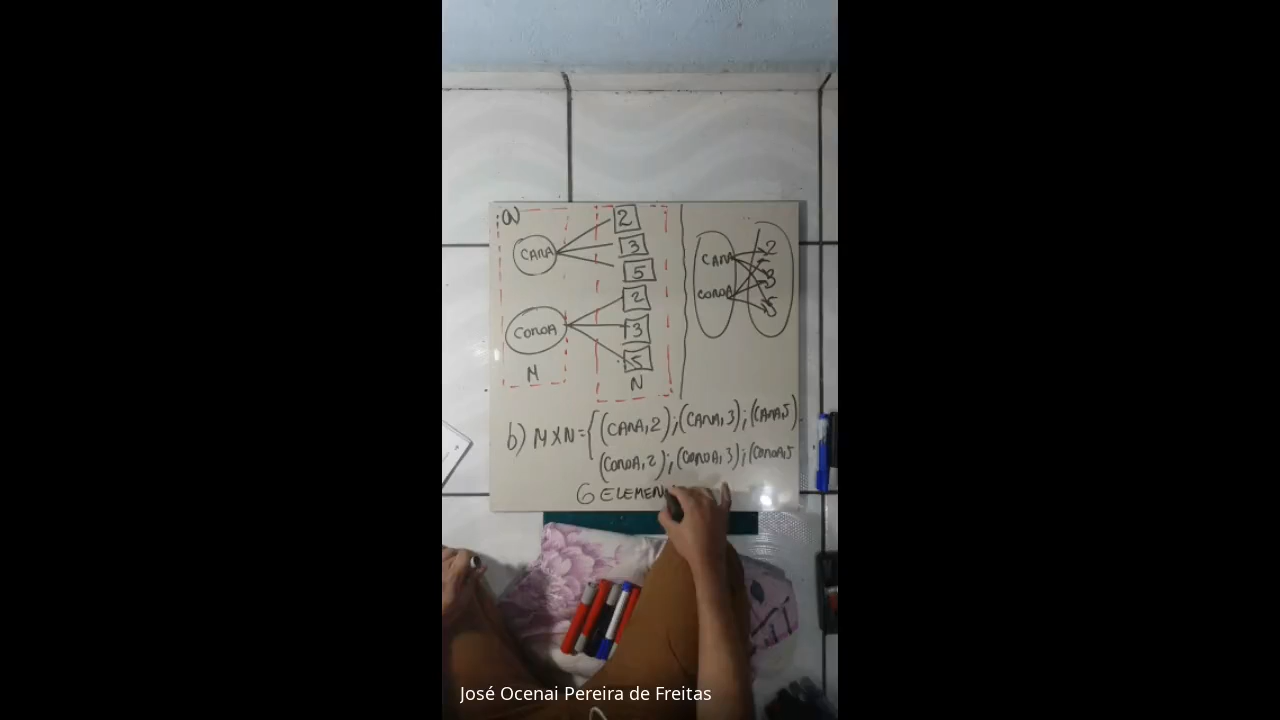 a)
CARA
2
3
5
COROA
2
3
5
M
N
CARA
COROA
2
3
5
b) M X N = { (CARA, 2); (CARA, 3); (CARA, 5)
(COROA, 2); (COROA, 3); (COROA, 5
6 ELEMEN
José Ocenai Pereira de Freitas